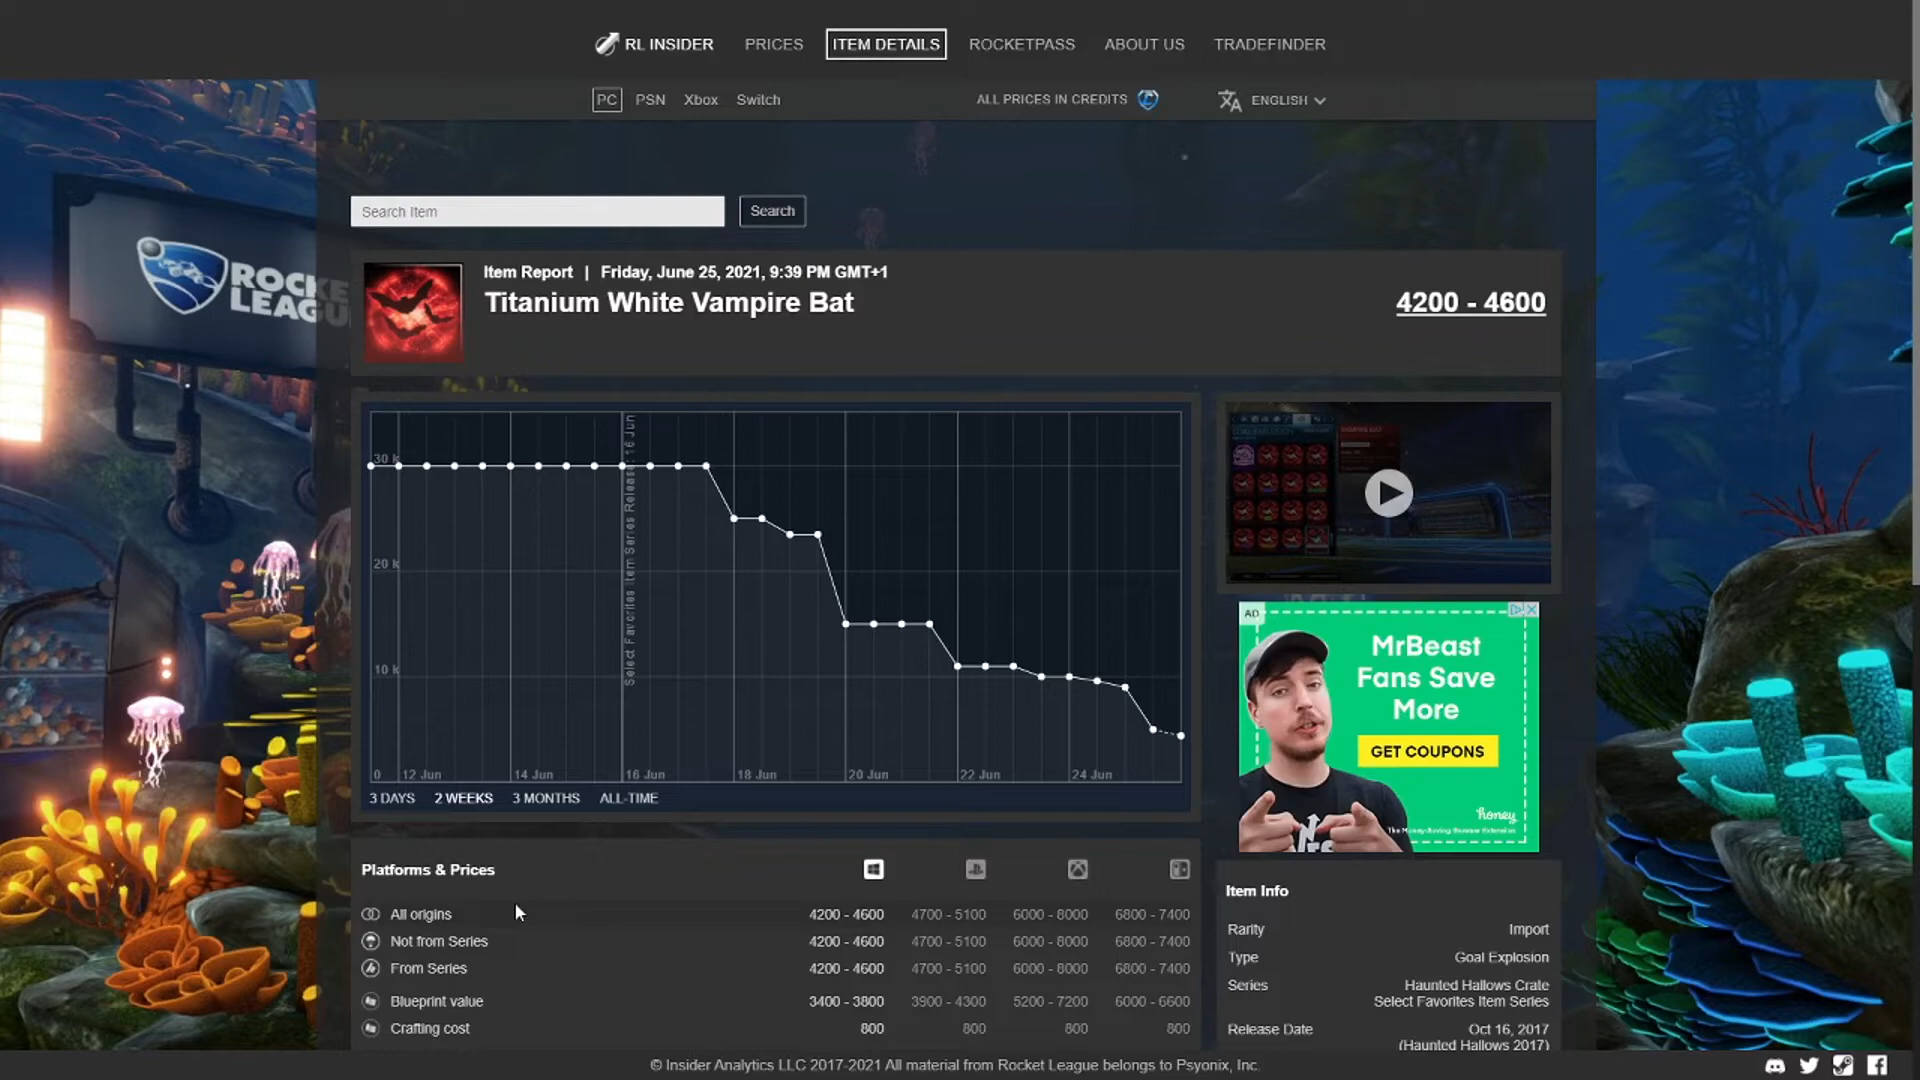 RL INSIDER PRICES ITEM DETAILS ROCKETPASS ABOUT US TRADEFINDER
PC PSN Xbox Switch ALL PRICES IN CREDITS ENGLISH
Search Item Search
ROCKE
LEAGU
Item Report | Friday, June 25, 2021, 9:39 PM GMT+1
Titanium White Vampire Bat 4200 - 4600
30 k
20 k
10 k
Select Favorites Item Series Release: 16 Jun
0 12 Jun 14 Jun 16 Jun 18 Jun 20 Jun 22 Jun 24 Jun
3 DAYS 2 WEEKS 3 MONTHS ALL-TIME
AD
MrBeast
Fans Save
More
GET COUPONS
honey
The Money-Saving Browser Extension
Platforms & Prices
All origins 4200 - 4600 4700 - 5100 6000 - 8000 6800 - 7400
Not from Series 4200 - 4600 4700 - 5100 6000 - 8000 6800 - 7400
From Series 4200 - 4600 4700 - 5100 6000 - 8000 6800 - 7400
Blueprint value 3400 - 3800 3900 - 4300 5200 - 7200 6000 - 6600
Crafting cost 800 800 800 800
Item Info
Rarity Import
Type Goal Explosion
Series Haunted Hallows Crate
Select Favorites Item Series
Release Date Oct 16, 2017
(Haunted Hallows 2017)
© Insider Analytics LLC 2017-2021 All material from Rocket League belongs to Psyonix, Inc.